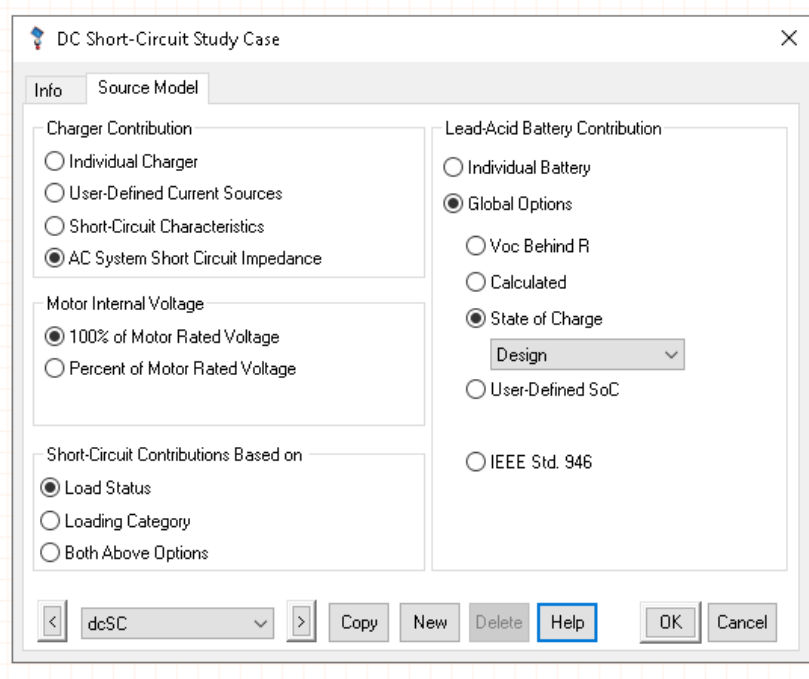 DC Short-Circuit Study Case
Info
Source Model
Charger Contribution
Individual Charger
User-Defined Current Sources
Short-Circuit Characteristics
AC System Short Circuit Impedance
Motor Internal Voltage
100% of Motor Rated Voltage
Percent of Motor Rated Voltage
Short-Circuit Contributions Based on
Load Status
Loading Category
Both Above Options
Lead-Acid Battery Contribution
Individual Battery
Global Options
Voc Behind R
Calculated
State of Charge
Design
User-Defined SoC
IEEE Std. 946
< dcSC > Copy New Delete Help OK Cancel